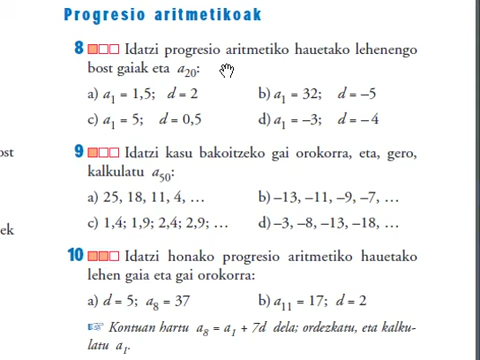 Progresio aritmetikoak
8 Idatzi progresio aritmetiko hauetako lehenengo
bost gaiak eta a20:
a) a1 = 1,5; d = 2 b) a1 = 32; d = –5
c) a1 = 5; d = 0,5 d) a1 = –3; d = – 4
9 Idatzi kasu bakoitzeko gai orokorra, eta, gero,
ost
kalkulatu a50:
a) 25, 18, 11, 4, … b) –13, –11, –9, –7, …
c) 1,4; 1,9; 2,4; 2,9; … d) –3, –8, –13, –18, …
ek
10 Idatzi honako progresio aritmetiko hauetako
lehen gaia eta gai orokorra:
a) d = 5; a8 = 37 b) a11 = 17; d = 2
☞ Kontuan hartu a8 = a1 + 7d dela; ordezkatu, eta kalku-
latu a1.